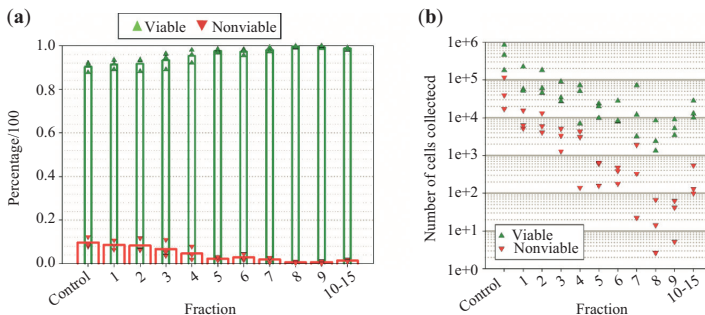 (a)
Viable Nonviable
1.0
0.8
0.6
0.4
0.2
0.0
Percentage/100
Control 1 2 3 4 5 6 7 8 9 10-15
Fraction
(b)
1e+6
1e+5
1e+4
1e+3
1e+2
1e+1
1e+0
Number of cells collectecd
Viable
Nonviable
Control 1 2 3 4 5 6 7 8 9 10-15
Fraction